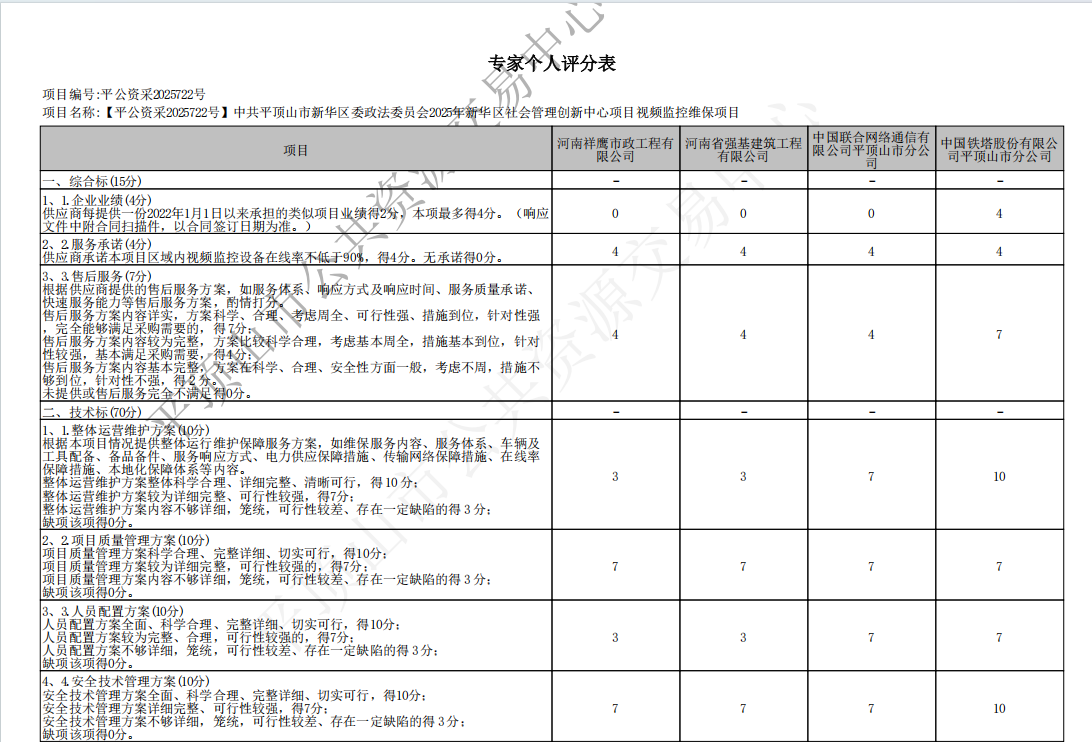 专家个人评分表
项目编号:平公资采2025722号
项目名称:【平公资采2025722号】中共平顶山市新华区委政法委员会2025年新华区社会管理创新中心项目视频监控维保项目
项目
河南祥鹰市政工程有
限公司
河南省强基建筑工程
有限公司
中国联合网络通信有
限公司平顶山市分公
司
中国铁塔股份有限公
司平顶山市分公司
一、综合标(15分)
－ － － －
1、1.企业业绩(4分)
供应商每提供一份2022年1月1日以来承担的类似项目业绩得2分，本项最多得4分。（响应
文件中附合同扫描件，以合同签订日期为准。）
0 0 0 4
2、2.服务承诺(4分)
供应商承诺本项目区域内视频监控设备在线率不低于90%，得4分。无承诺得0分。
4 4 4 4
3、3.售后服务(7分)
根据供应商提供的售后服务方案，如服务体系、响应方式及响应时间、服务质量承诺、
快速服务能力等售后服务方案，酌情打分。
售后服务方案内容详实，方案科学、合理、考虑周全、可行性强、措施到位，针对性强
，完全能够满足采购需要的，得7分；
售后服务方案内容较为完整，方案比较科学合理，考虑基本周全，措施基本到位，针对
性较强，基本满足采购需要，得4分；
售后服务方案内容基本完整，方案在科学、合理、安全性方面一般，考虑不周，措施不
够到位，针对性不强，得２分。
未提供或售后服务完全不满足得0分。
4 4 4 7
二、技术标(70分)
－ － － －
1、1.整体运营维护方案(10分)
根据本项目情况提供整体运行维护保障服务方案，如维保服务内容、服务体系、车辆及
工具配备、备品备件、服务响应方式、电力供应保障措施、传输网络保障措施、在线率
保障措施、本地化保障体系等内容。
整体运营维护方案整体科学合理、详细完整、清晰可行，得10分；
整体运营维护方案较为详细完整、可行性较强，得7分；
整体运营维护方案内容不够详细，笼统，可行性较差、存在一定缺陷的得３分；
缺项该项得0分。
3 3 7 10
2、2.项目质量管理方案(10分)
项目质量管理方案科学合理、完整详细、切实可行，得10分；
项目质量管理方案较为详细完整，可行性较强的，得7分；
项目质量管理方案内容不够详细，笼统，可行性较差、存在一定缺陷的得３分；
缺项该项得0分。
7 7 7 7
3、3.人员配置方案(10分)
人员配置方案全面、科学合理、完整详细、切实可行，得10分；
人员配置方案较为完整、合理，可行性较强的，得7分；
人员配置方案不够详细，笼统，可行性较差、存在一定缺陷的得３分；
缺项该项得0分。
3 3 7 7
4、4.安全技术管理方案(10分)
安全技术管理方案全面、科学合理、完整详细、切实可行，得10分；
安全技术管理方案详细完整、可行性较强，得7分；
安全技术管理方案不够详细，笼统，可行性较差、存在一定缺陷的得３分；
缺项该项得0分。
7 7 7 10
平顶山市公共资源交易中心
平顶山市公共资源交易中心